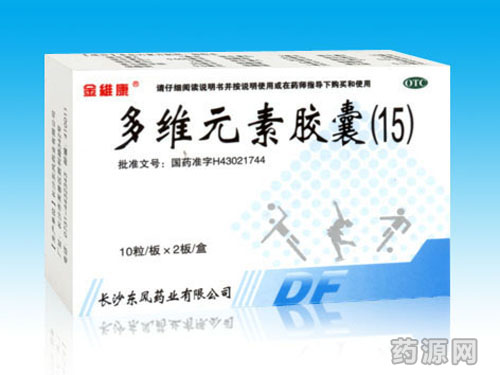 金維康®
请仔细阅读说明书并按说明使用或在药师指导下购买和使用
OTC
多维元素胶囊(15)
批准文号：国药准字H43021744
10粒/板×2板/盒
长沙东风药业有限公司
DF
药源网